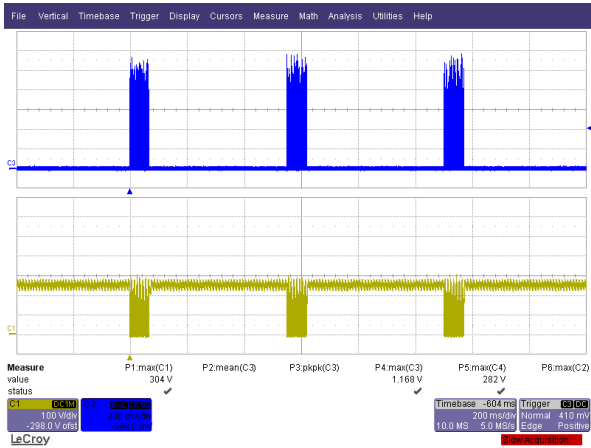 File Vertical Timebase Trigger Display Cursors Measure Math Analysis Utilities Help
C3
C1
Measure P1:max(C1) P2:mean(C3) P3:pkpk(C3) P4:max(C3) P5:max(C4) P6:max(C2)
value 304 V 1.168 V 282 V
status
C1 DC1M
100 V/div
-298.0 V ofst
Timebase -604 ms
200 ms/div
10.0 MS 5.0 MS/s
Trigger C3 DC
Normal 410 mV
Edge Positive
LeCroy
Slow Acquisition